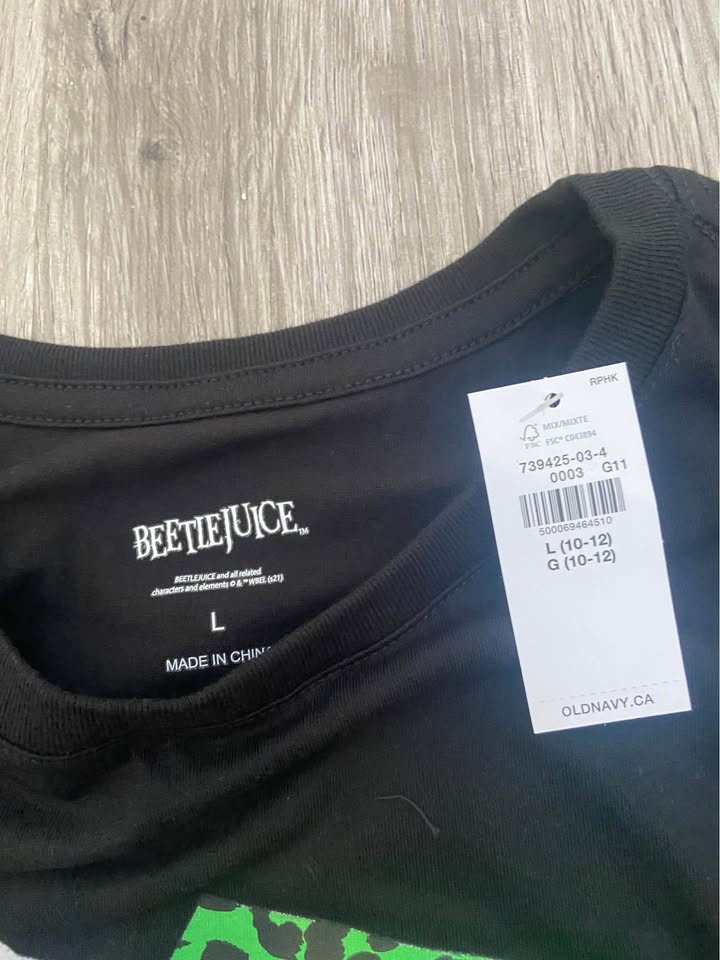 BEETLEJUICE™
BEETLEJUICE and all related
characters and elements © & ™ WBEI. (s21)
L
MADE IN CHIN
RPHK
MIX/MIXTE
FSC FSC® C043894
739425-03-4
0003 G11
500069464510
L (10-12)
G (10-12)
OLDNAVY.CA